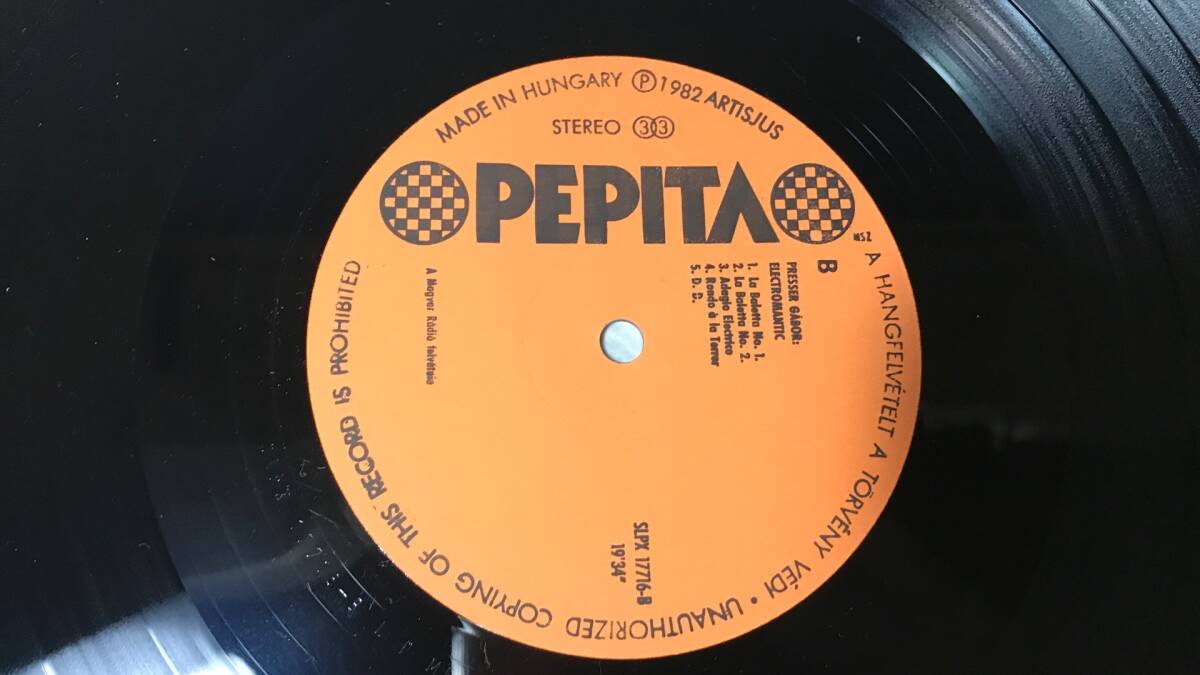 MADE IN HUNGARY Ⓟ 1982 ARTISJUS
STEREO 33
PEPITA
MSZ
B
PRESSER GÁBOR:
ELECTROMANTIC
1. La Baletta No. 1.
2. La Baletta No. 2.
3. Adagio Electrico
4. Rondo à la Terror
5. D. D.
A Magyar Rádió felvétele
SLPX 17716-B
19'34"
A HANGFELVÉTELT A TÖRVÉNY VÉDI • UNAUTHORIZED COPYING OF THIS RECORD IS PROHIBITED